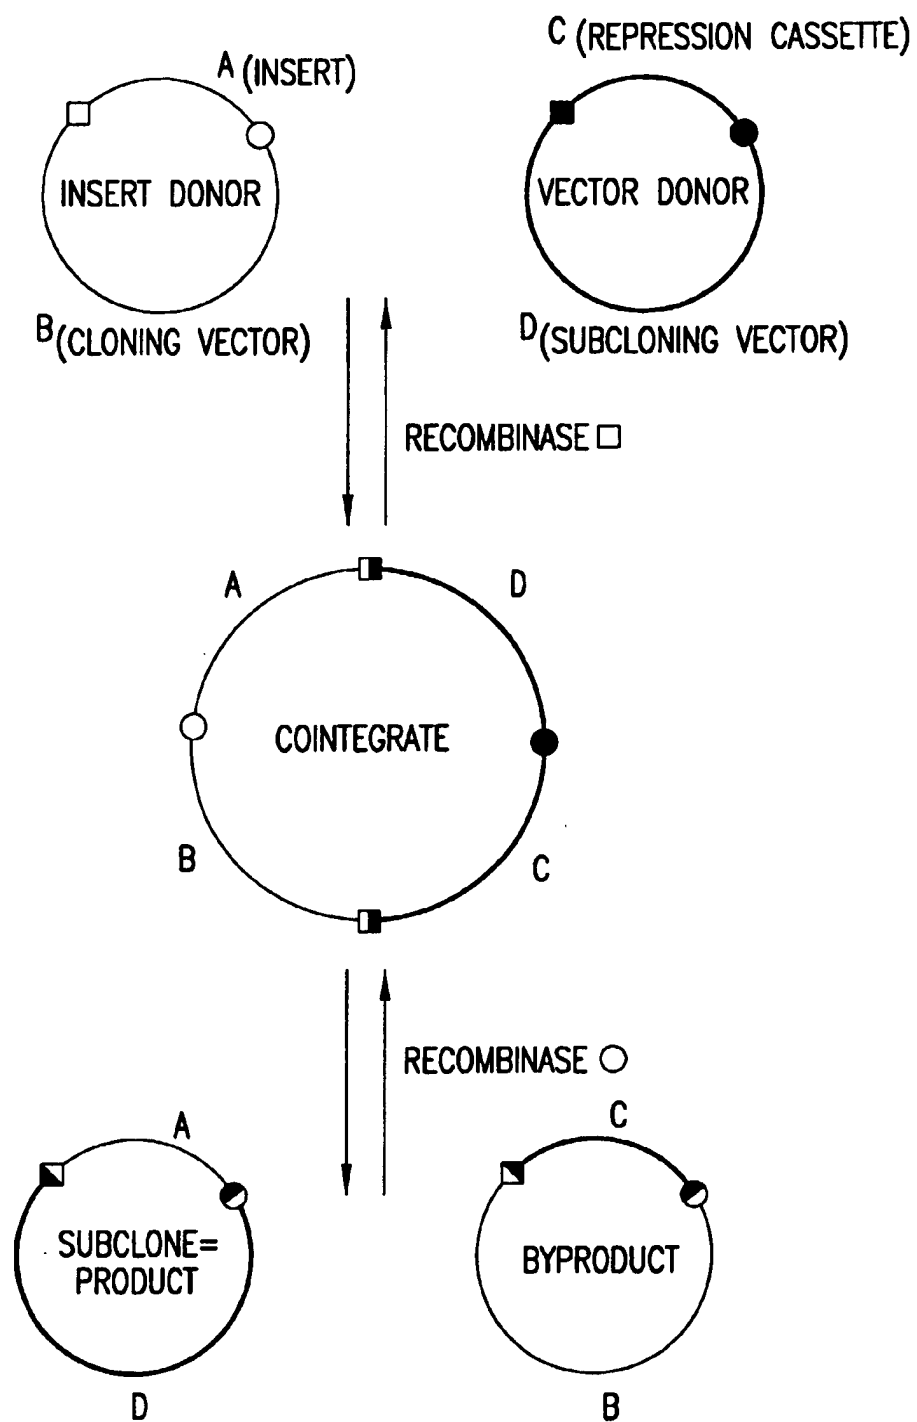 A (INSERT)
C (REPRESSION CASSETTE)
INSERT DONOR
VECTOR DONOR
B (CLONING VECTOR)
D (SUBCLONING VECTOR)
RECOMBINASE
A
D
COINTEGRATE
B
C
RECOMBINASE
A
C
SUBCLONE=
PRODUCT
BYPRODUCT
D
B